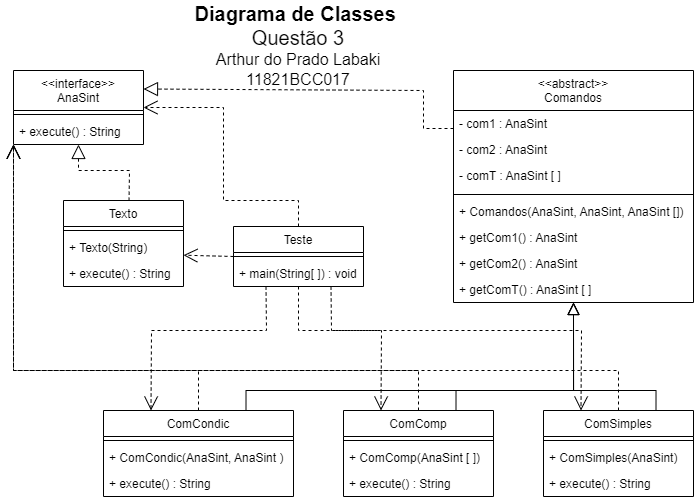 Diagrama de Classes
Questão 3
Arthur do Prado Labaki
11821BCC017
<<interface>>
AnaSint
+ execute() : String
<<abstract>>
Comandos
- com1 : AnaSint
- com2 : AnaSint
- comT : AnaSint [ ]
+ Comandos(AnaSint, AnaSint, AnaSint [])
+ getCom1() : AnaSint
+ getCom2() : AnaSint
+ getComT() : AnaSint [ ]
Texto
+ Texto(String)
+ execute() : String
Teste
+ main(String[ ]) : void
ComCondic
+ ComCondic(AnaSint, AnaSint )
+ execute() : String
ComComp
+ ComComp(AnaSint [ ])
+ execute() : String
ComSimples
+ ComSimples(AnaSint)
+ execute() : String